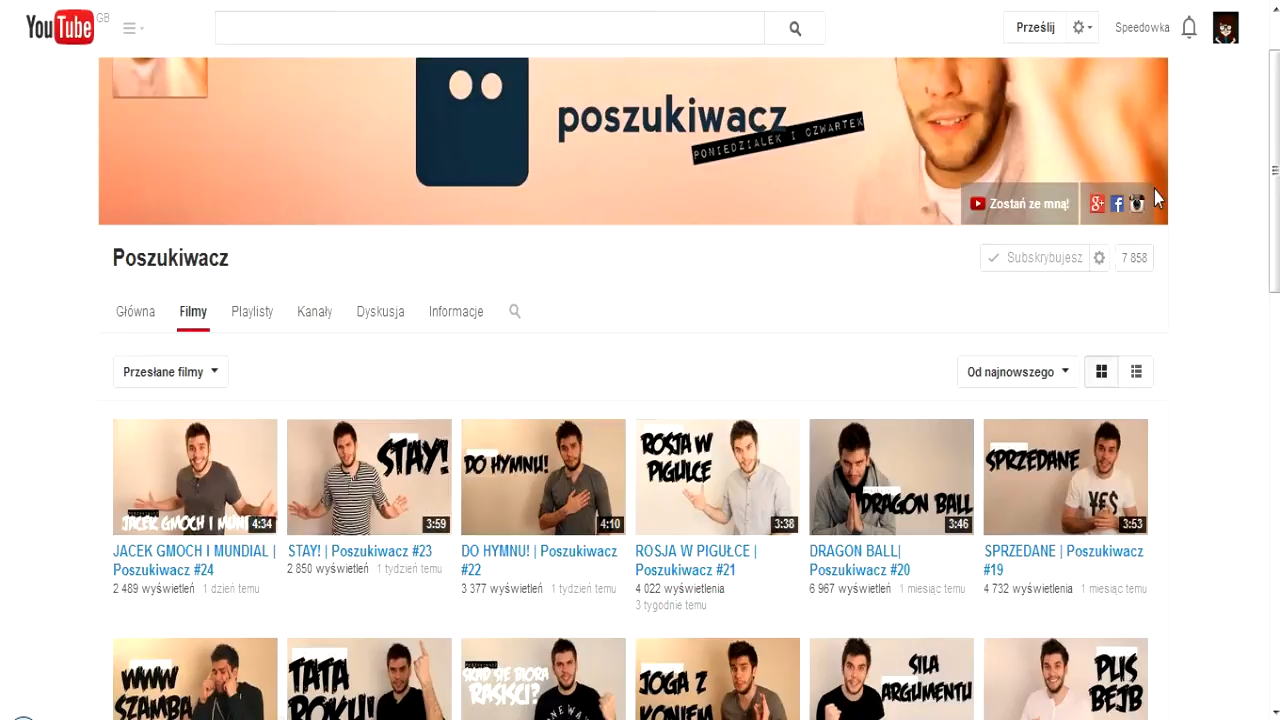 YouTube GB
Prześlij
Speedowka
poszukiwacz
PONIEDZIALEK I CZWARTEK
Zostań ze mną!
Poszukiwacz
Subskrybujesz
7 858
Główna
Filmy
Playlisty
Kanały
Dyskusja
Informacje
Przesłane filmy
Od najnowszego
JACEK GMOCH I MUNDIAL | Poszukiwacz #24
4:34
JACEK GMOCH I MUNDIAL |
Poszukiwacz #24
2 489 wyświetleń 1 dzień temu
STAY!
3:59
STAY! | Poszukiwacz #23
2 850 wyświetleń 1 tydzień temu
DO HYMNU!
4:10
DO HYMNU! | Poszukiwacz
#22
3 377 wyświetleń 1 tydzień temu
ROSJA W
PIGUŁCE
3:38
ROSJA W PIGUŁCE |
Poszukiwacz #21
4 022 wyświetlenia
3 tygodnie temu
DRAGON BALL
3:46
DRAGON BALL|
Poszukiwacz #20
6 967 wyświetleń 1 miesiąc temu
SPRZEDANE
3:53
SPRZEDANE | Poszukiwacz
#19
4 732 wyświetlenia 1 miesiąc temu
WWW
SZAMBA
TATA
ROKU!
SKĄD SIĘ BIORĄ
RASIŚCI?
JOGA Z
KONIEM
SIŁA
ARGUMENTU
PLIS
BEJB